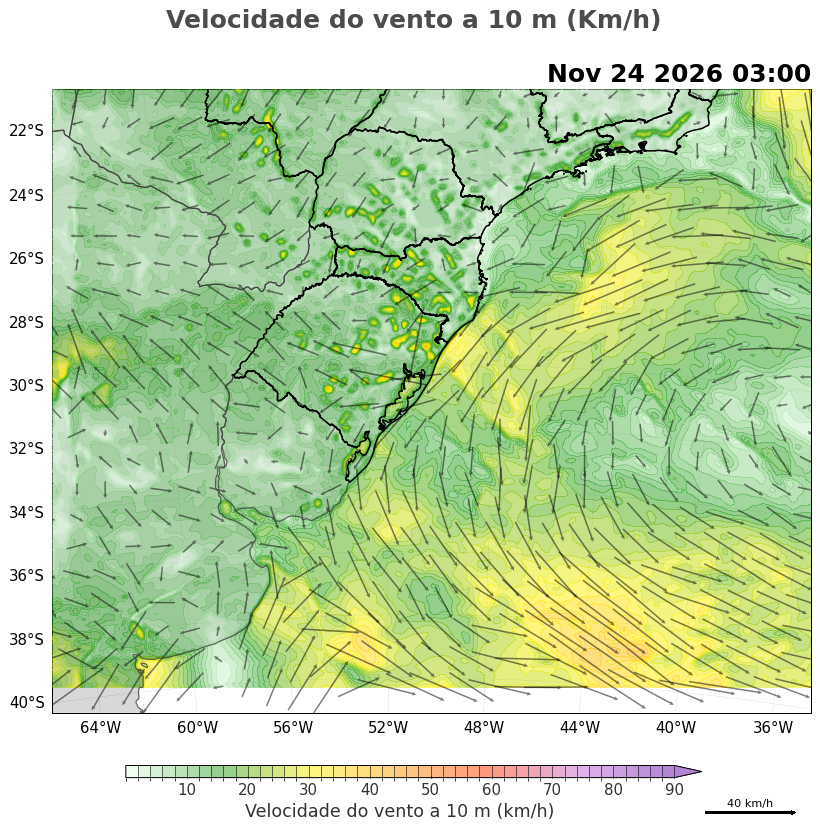 Velocidade do vento a 10 m (Km/h)
Nov 24 2026 03:00
22°S
24°S
26°S
28°S
30°S
32°S
34°S
36°S
38°S
40°S
64°W 60°W 56°W 52°W 48°W 44°W 40°W 36°W
10 20 30 40 50 60 70 80 90
Velocidade do vento a 10 m (km/h)
40 km/h